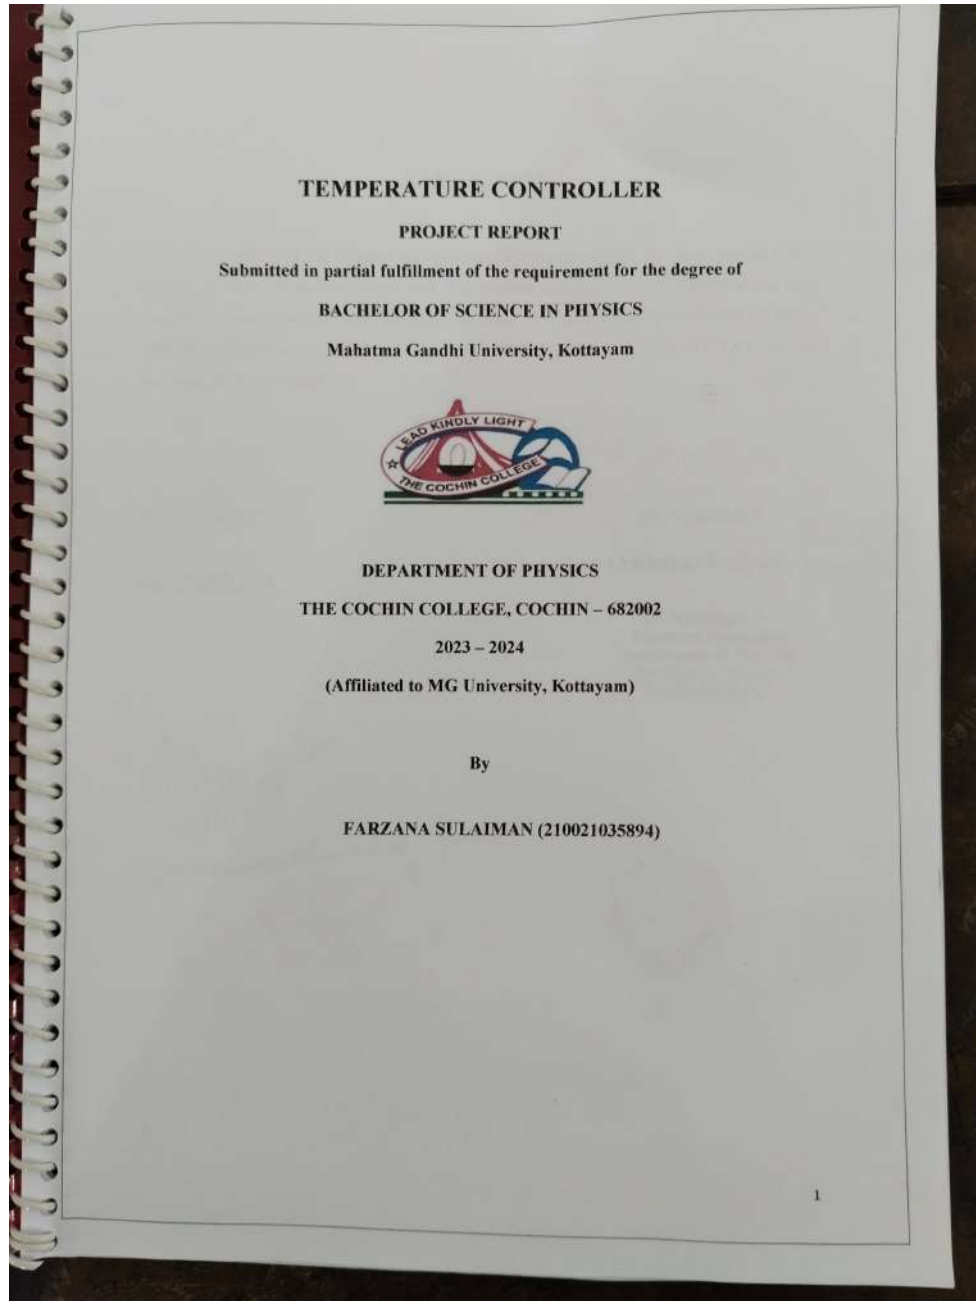 TEMPERATURE CONTROLLER
PROJECT REPORT
Submitted in partial fulfillment of the requirement for the degree of
BACHELOR OF SCIENCE IN PHYSICS
Mahatma Gandhi University, Kottayam
LEAD KINDLY LIGHT
THE COCHIN COLLEGE
DEPARTMENT OF PHYSICS
THE COCHIN COLLEGE, COCHIN – 682002
2023 – 2024
(Affiliated to MG University, Kottayam)
By
FARZANA SULAIMAN (210021035894)
1